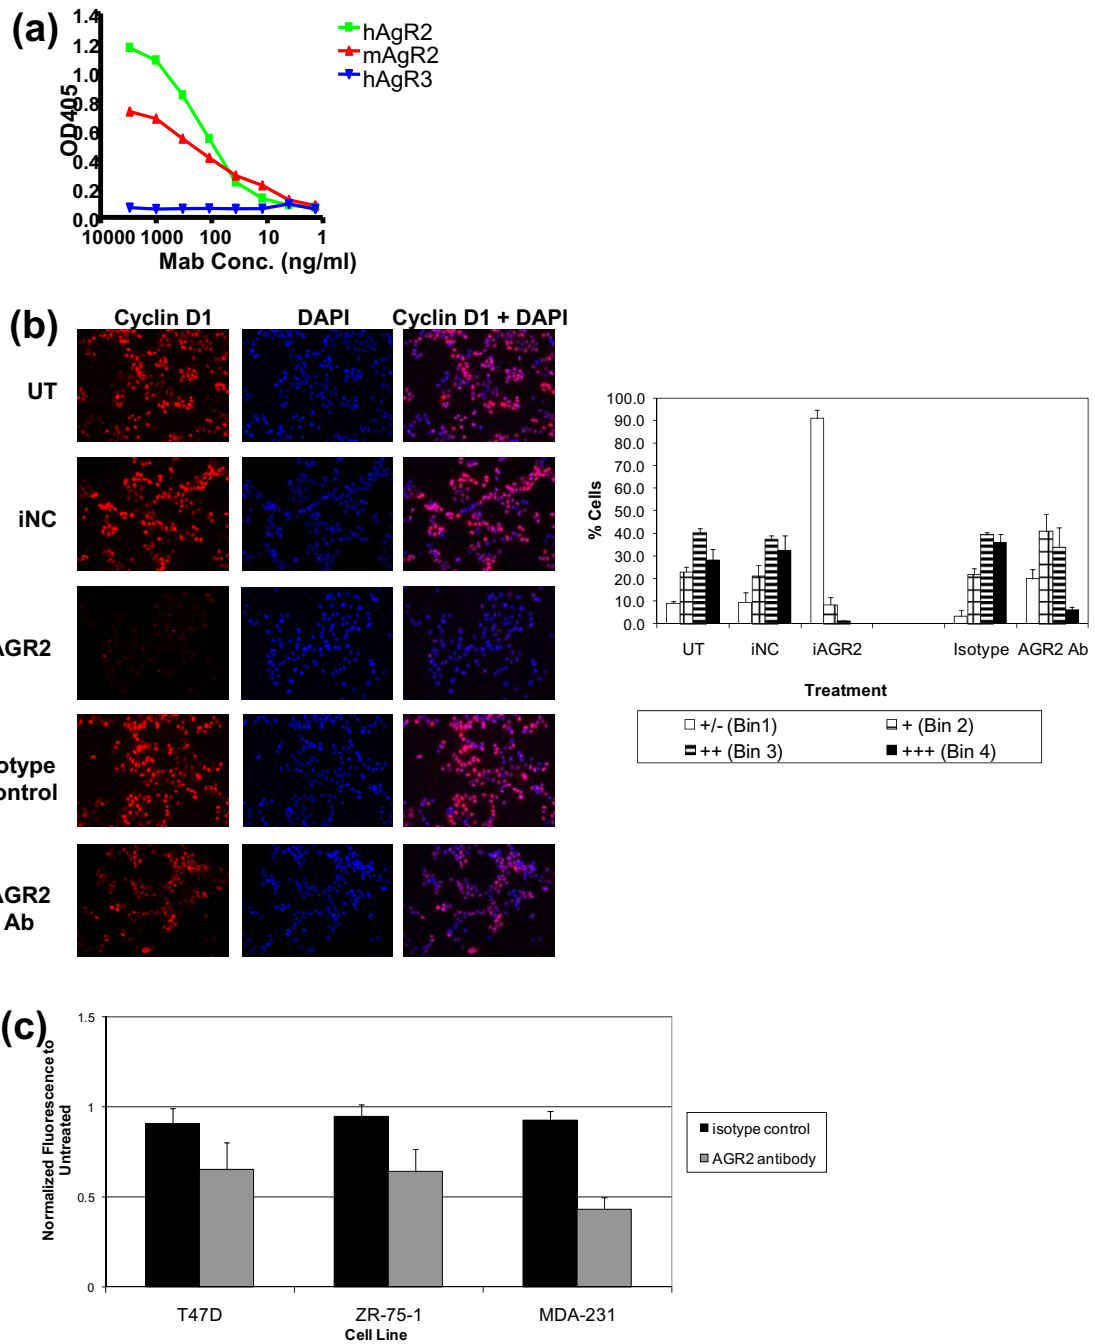 (a)
1.4
1.2
1.0
0.8
0.6
0.4
0.2
0.0
OD405
10000 1000 100 10 1
Mab Conc. (ng/ml)
hAgR2
mAgR2
hAgR3
(b)
Cyclin D1 DAPI Cyclin D1 + DAPI
UT
iNC
AGR2
otype
ontrol
AGR2
Ab
100.0
90.0
80.0
70.0
60.0
50.0
40.0
30.0
20.0
10.0
0.0
% Cells
UT iNC iAGR2 Isotype AGR2 Ab
Treatment
+/- (Bin1) + (Bin 2)
++ (Bin 3) +++ (Bin 4)
(c)
1.5
1
0.5
0
Normalized Fluorescence to
Untreated
T47D ZR-75-1 MDA-231
Cell Line
isotype control
AGR2 antibody